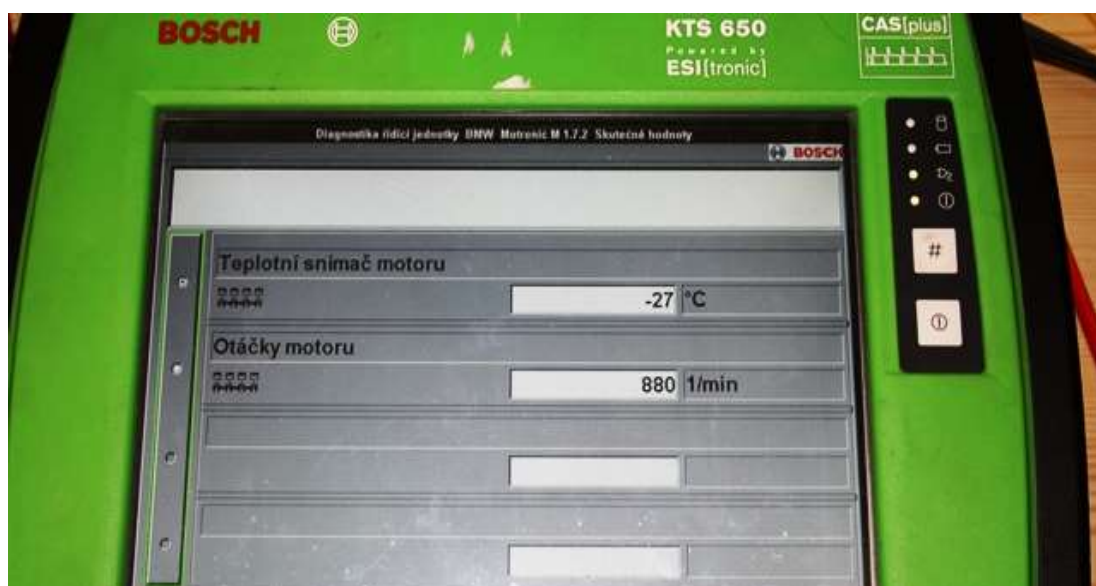 BOSCH
KTS 650
Powered by
ESI[tronic]
CAS[plus]
Diagnostika řídicí jednotky BMW Motronic M 1.7.2 Skutečné hodnoty
BOSCH
Teplotní snímač motoru
-27 °C
Otáčky motoru
880 1/min
#